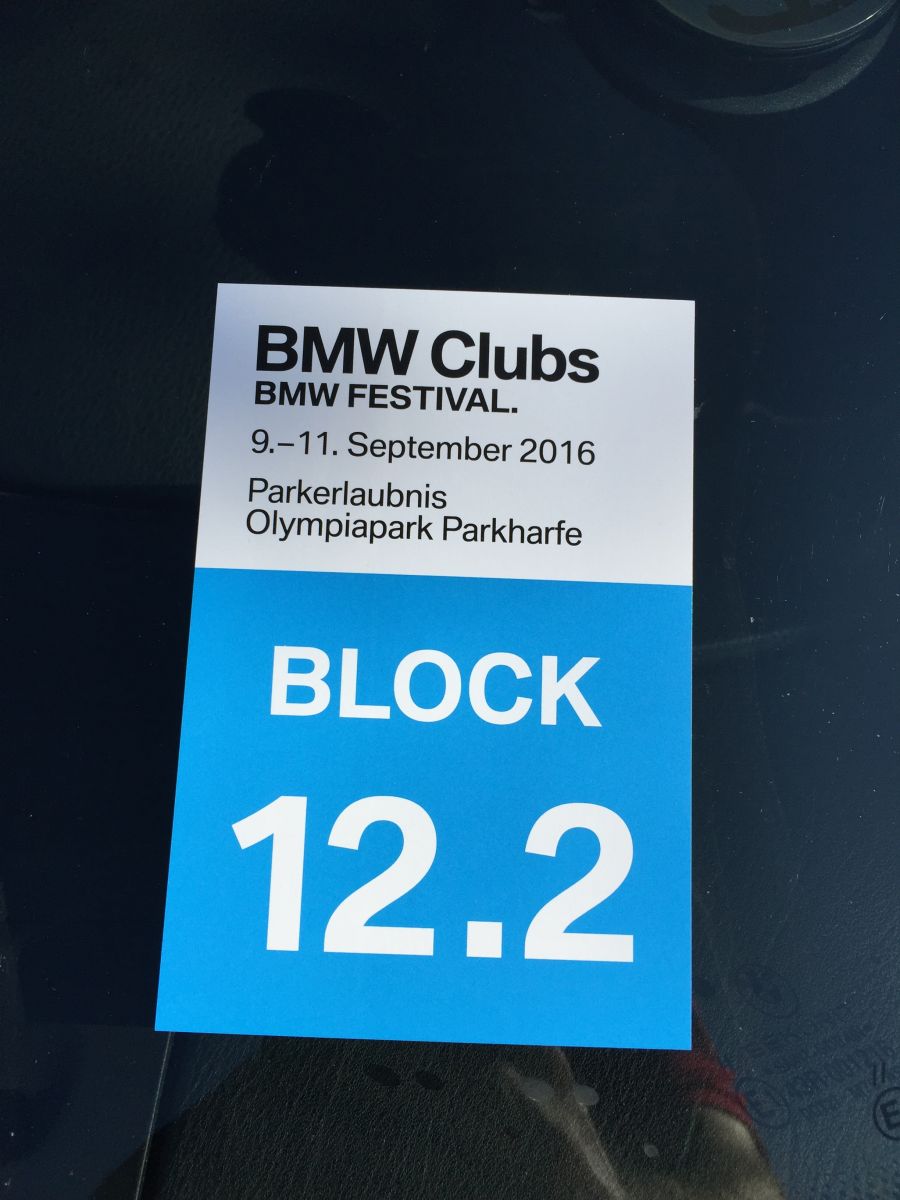 BMW Clubs
BMW FESTIVAL.
9.–11. September 2016
Parkerlaubnis
Olympiapark Parkharfe
BLOCK
12.2